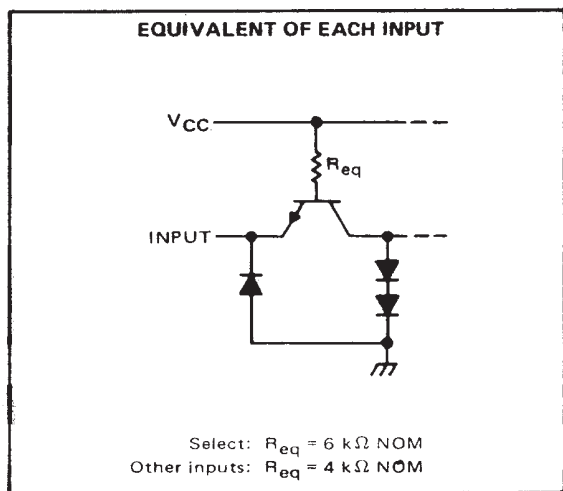 EQUIVALENT OF EACH INPUT
VCC
Req
INPUT
Select: Req = 6 kΩ NOM
Other inputs: Req = 4 kΩ NOM